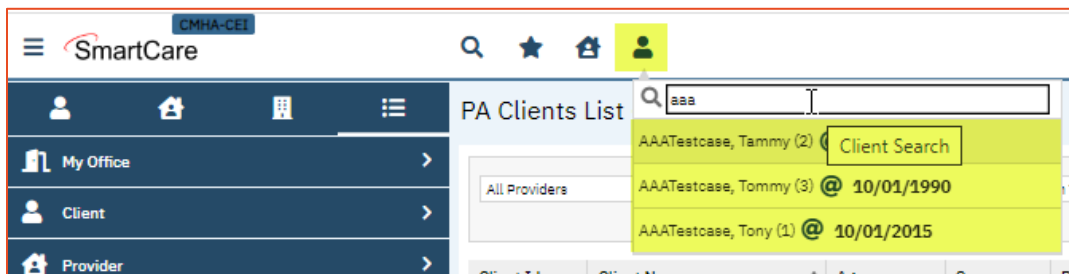 CMHA-CEI
SmartCare
PA Clients List
aaa
AAATestcase, Tammy (2)
Client Search
AAATestcase, Tommy (3) @ 10/01/1990
AAATestcase, Tony (1) @ 10/01/2015
My Office
Client
Provider
All Providers